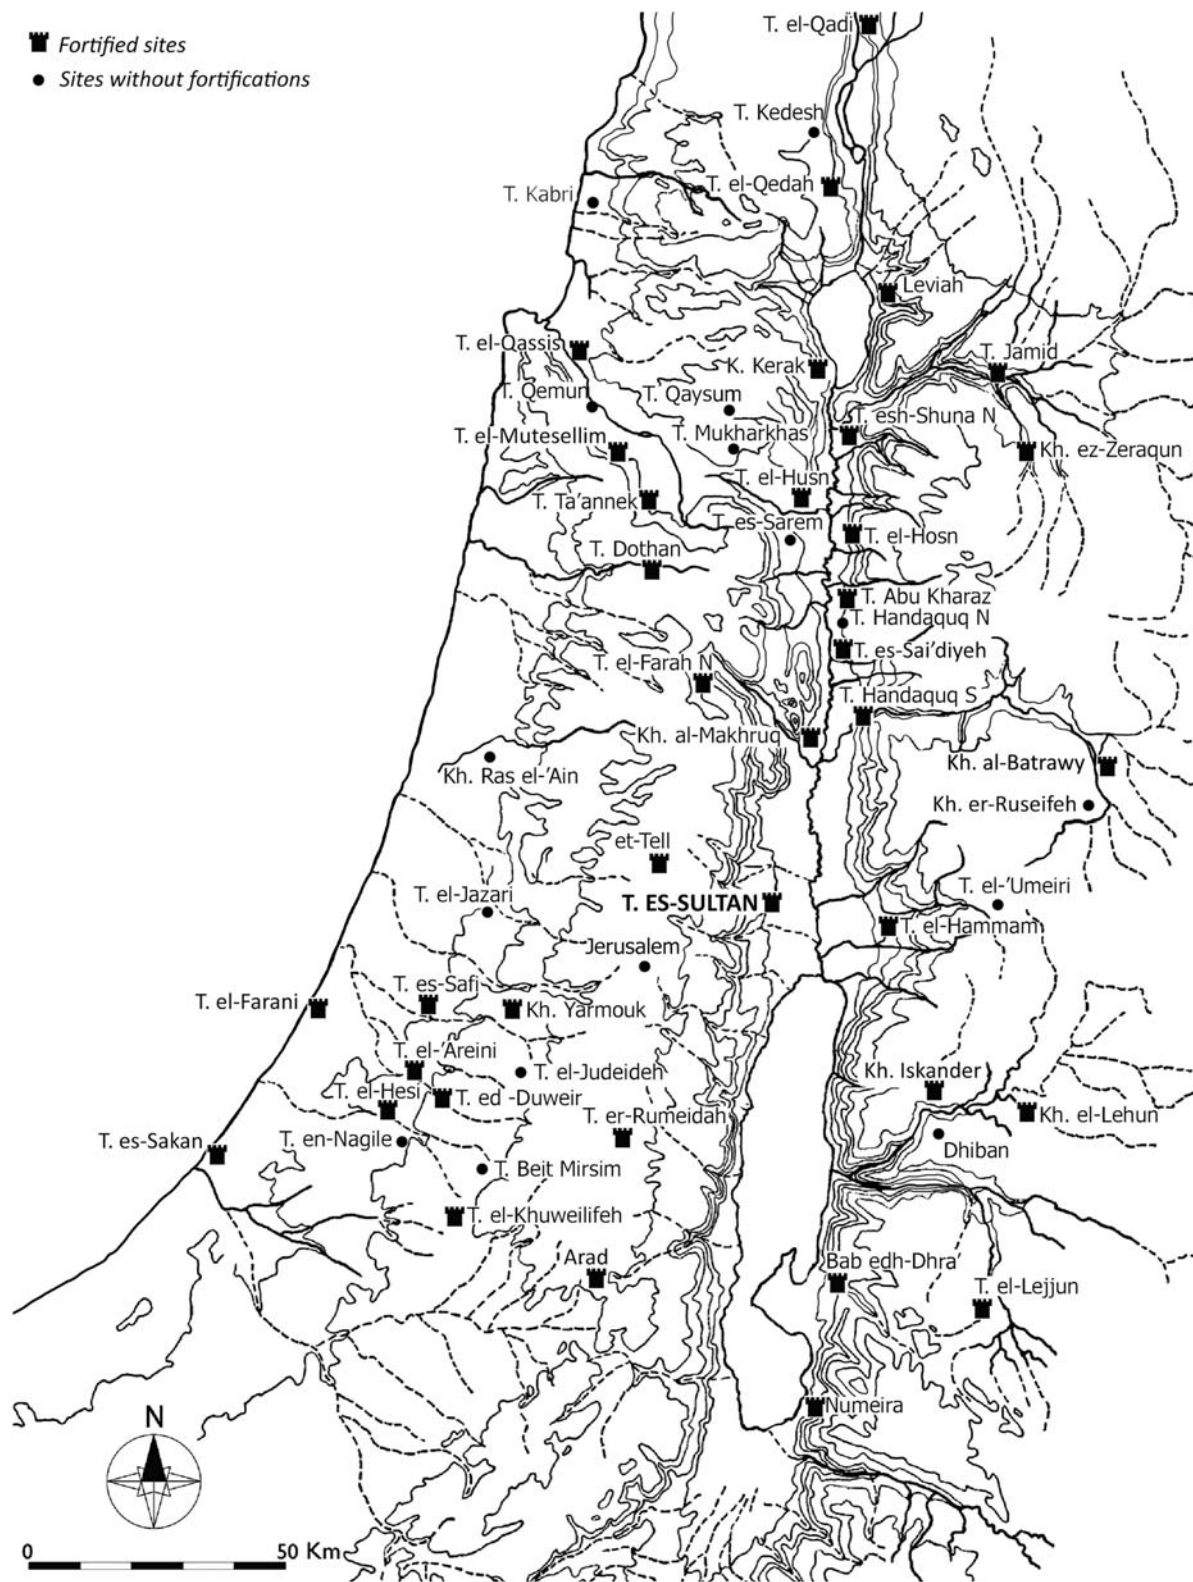 T. el-Qadi
Fortified sites
Sites without fortifications
T. Kedesh
T. el-Qedah
T. Kabri
Leviah
T. el-Qassis
T. Jamid
K. Kerak
T. Qemun
T. Qaysum
T. esh-Shuna N
T. el-Mutesellim
T. Mukharkhas
Kh. ez-Zeraqun
T. el-Husn
T. Ta'annek
T. es-Sarem
T. el-Hosn
T. Dothan
T. Abu Kharaz
T. Handaquq N
T. es-Sai'diyeh
T. el-Farah N
T. Handaquq S
Kh. al-Makhruq
Kh. al-Batrawy
Kh. Ras el-'Ain
Kh. er-Ruseifeh
et-Tell
T. el-'Umeiri
T. el-Jazari
T. ES-SULTAN
T. el-Hammam
Jerusalem
T. es-Safi
T. el-Farani
Kh. Yarmouk
T. el-'Areini
T. el-Judeideh
Kh. Iskander
T. el-Hesi
T. ed -Duweir
T. er-Rumeidah
Kh. el-Lehun
T. es-Sakan
T. en-Nagile
Dhiban
T. Beit Mirsim
T. el-Khuweilifeh
Arad
Bab edh-Dhra'
T. el-Lejjun
Numeira
N
0 50 Km